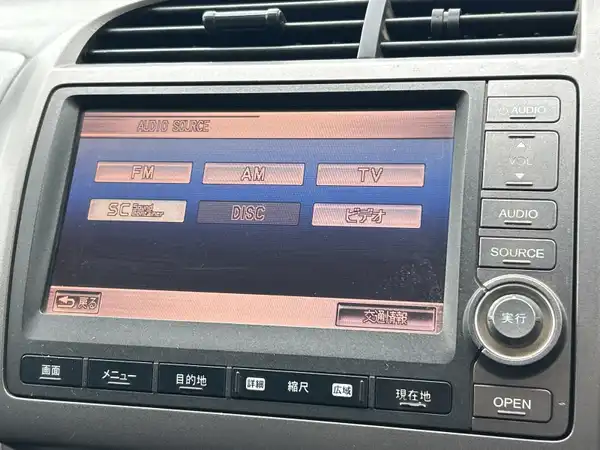 AUDIO SOURCE
FM AM TV
SC Sound Container DISC ビデオ
戻る 交通情報
AUDIO
VOL
AUDIO
SOURCE
実行
OPEN
画面 メニュー 目的地 詳細 縮尺 広域 現在地